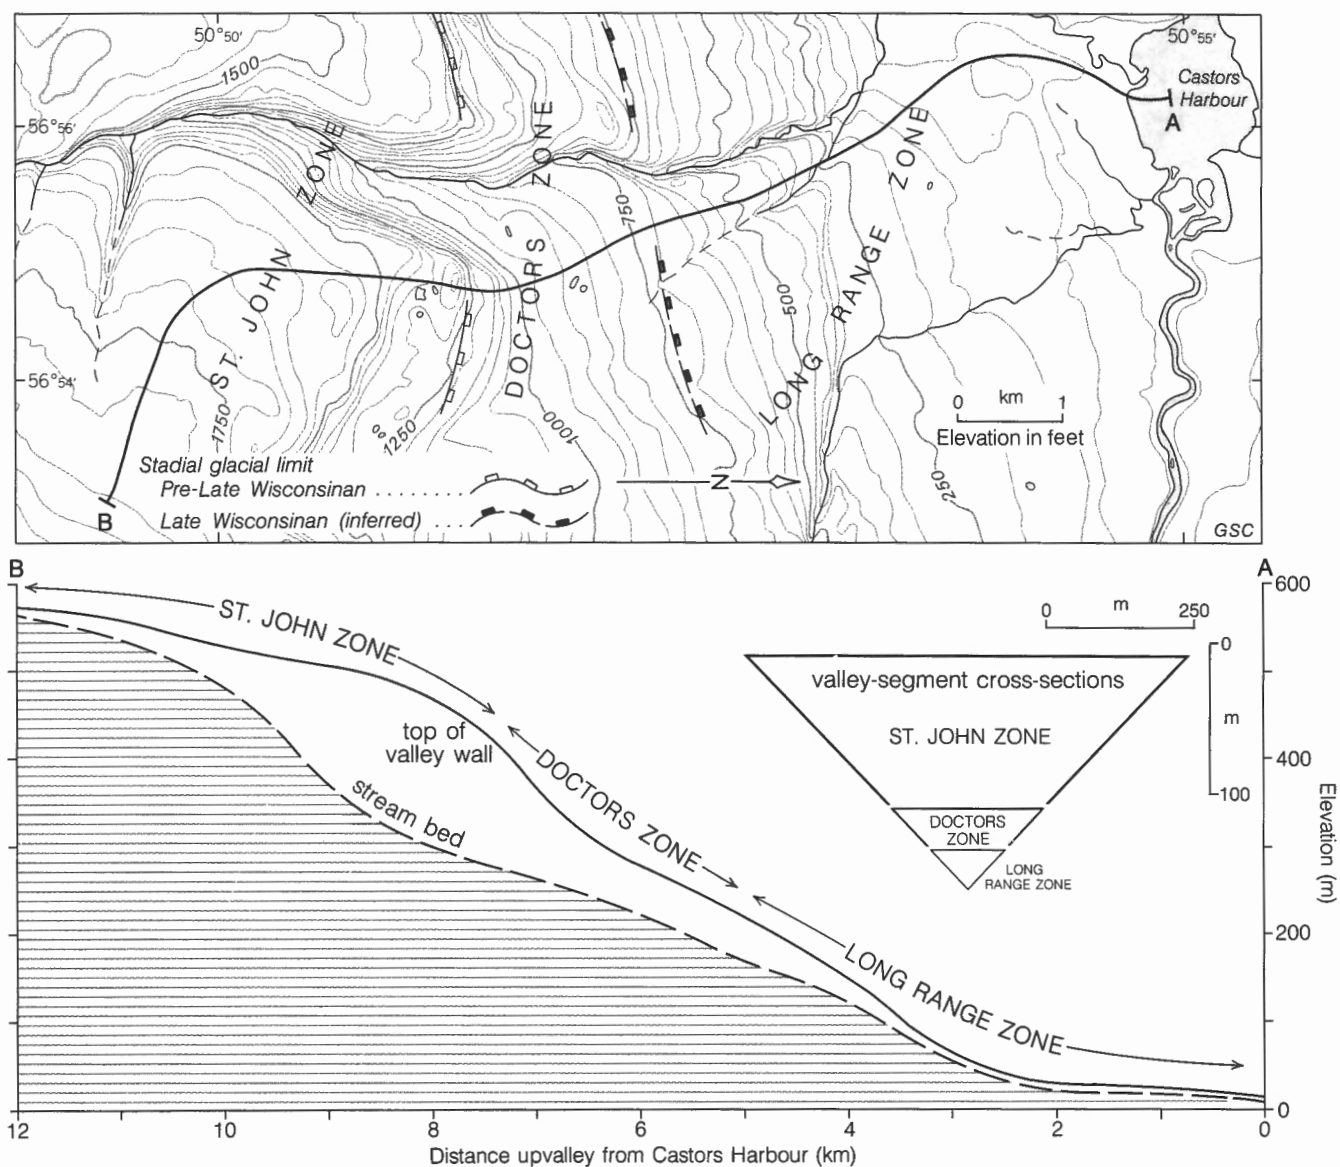 50°50'
50°55'
1500
Castors
Harbour
A
56°56'
ZONE
ZONE
ZONE
750
ST. JOHN
DOCTORS
LONG RANGE
500
56°54'
1750
1250
1000
250
0 km 1
Elevation in feet
Stadial glacial limit
Pre-Late Wisconsinan ........
Late Wisconsinan (inferred) ....
N
B
GSC
B
A
ST. JOHN ZONE
top of
valley wall
stream bed
DOCTORS ZONE
LONG RANGE ZONE
0 m 250
valley-segment cross-sections
ST. JOHN ZONE
DOCTORS
ZONE
LONG
RANGE ZONE
0
m
100
600
400
200
0
Elevation (m)
12 10 8 6 4 2 0
Distance upvalley from Castors Harbour (km)